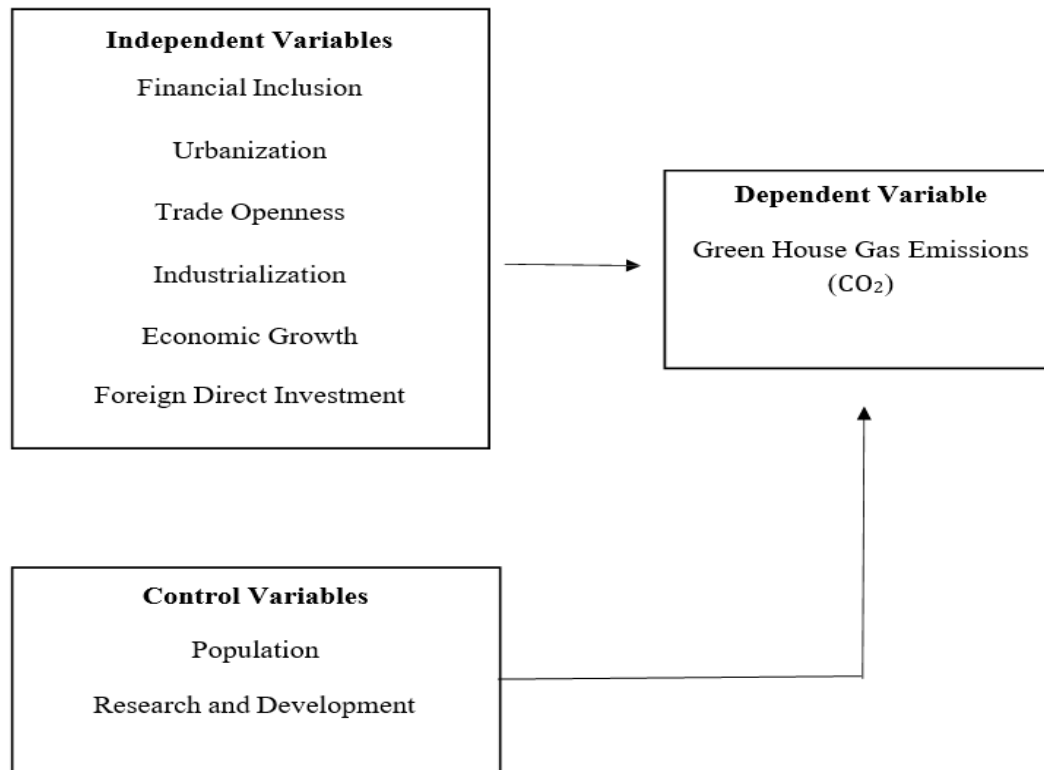 Independent Variables
Financial Inclusion
Urbanization
Trade Openness
Industrialization
Economic Growth
Foreign Direct Investment
Dependent Variable
Green House Gas Emissions
(CO₂)
Control Variables
Population
Research and Development